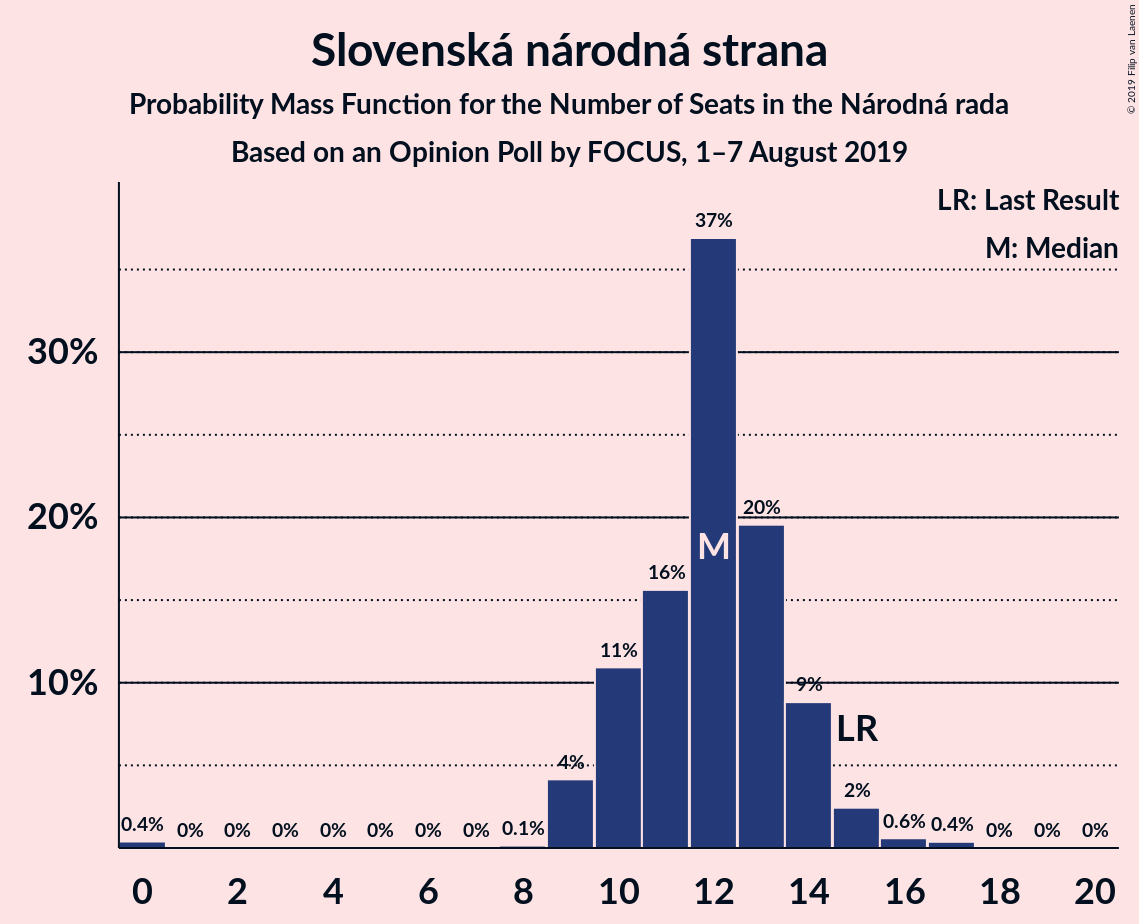 Slovenská národná strana
Probability Mass Function for the Number of Seats in the Národná rada
Based on an Opinion Poll by FOCUS, 1–7 August 2019
© 2019 Filip van Laenen
LR: Last Result
M: Median
37%
30%
20%
20%
M
16%
11%
10%
9%
LR
4%
2%
0.4% 0% 0% 0% 0% 0% 0% 0% 0.1% 0.6% 0.4% 0% 0% 0%
0 2 4 6 8 10 12 14 16 18 20